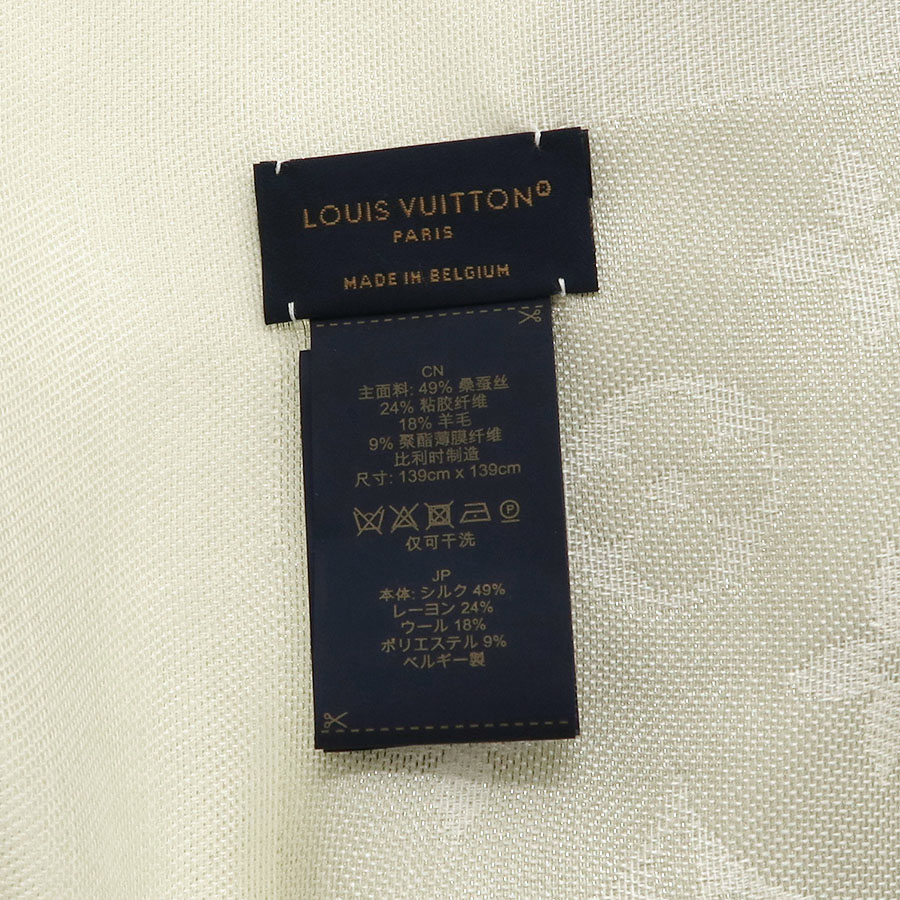 LOUIS VUITTON®
PARIS
MADE IN BELGIUM
CN
主面料: 49% 桑蚕丝
24% 粘胶纤维
18% 羊毛
9% 聚酯薄膜纤维
比利时制造
尺寸: 139cm x 139cm
P
仅可干洗
JP
本体: シルク 49%
レーヨン 24%
ウール 18%
ポリエステル 9%
ベルギー製